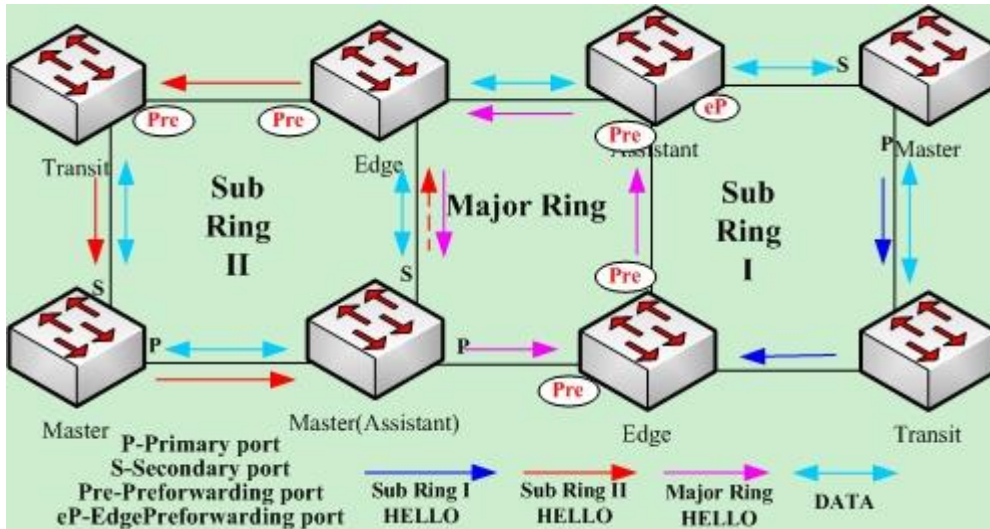 S
Pre
Pre
eP
Pre
Transit
Edge
Assistant
P
Master
Sub
Ring
II
Major Ring
Sub
Ring
I
S
S
Pre
P
P
Pre
Master
Master(Assistant)
Edge
Transit
P-Primary port
S-Secondary port
Pre-Preforwarding port
eP-EdgePreforwarding port
Sub Ring I
HELLO
Sub Ring II
HELLO
Major Ring
HELLO
DATA